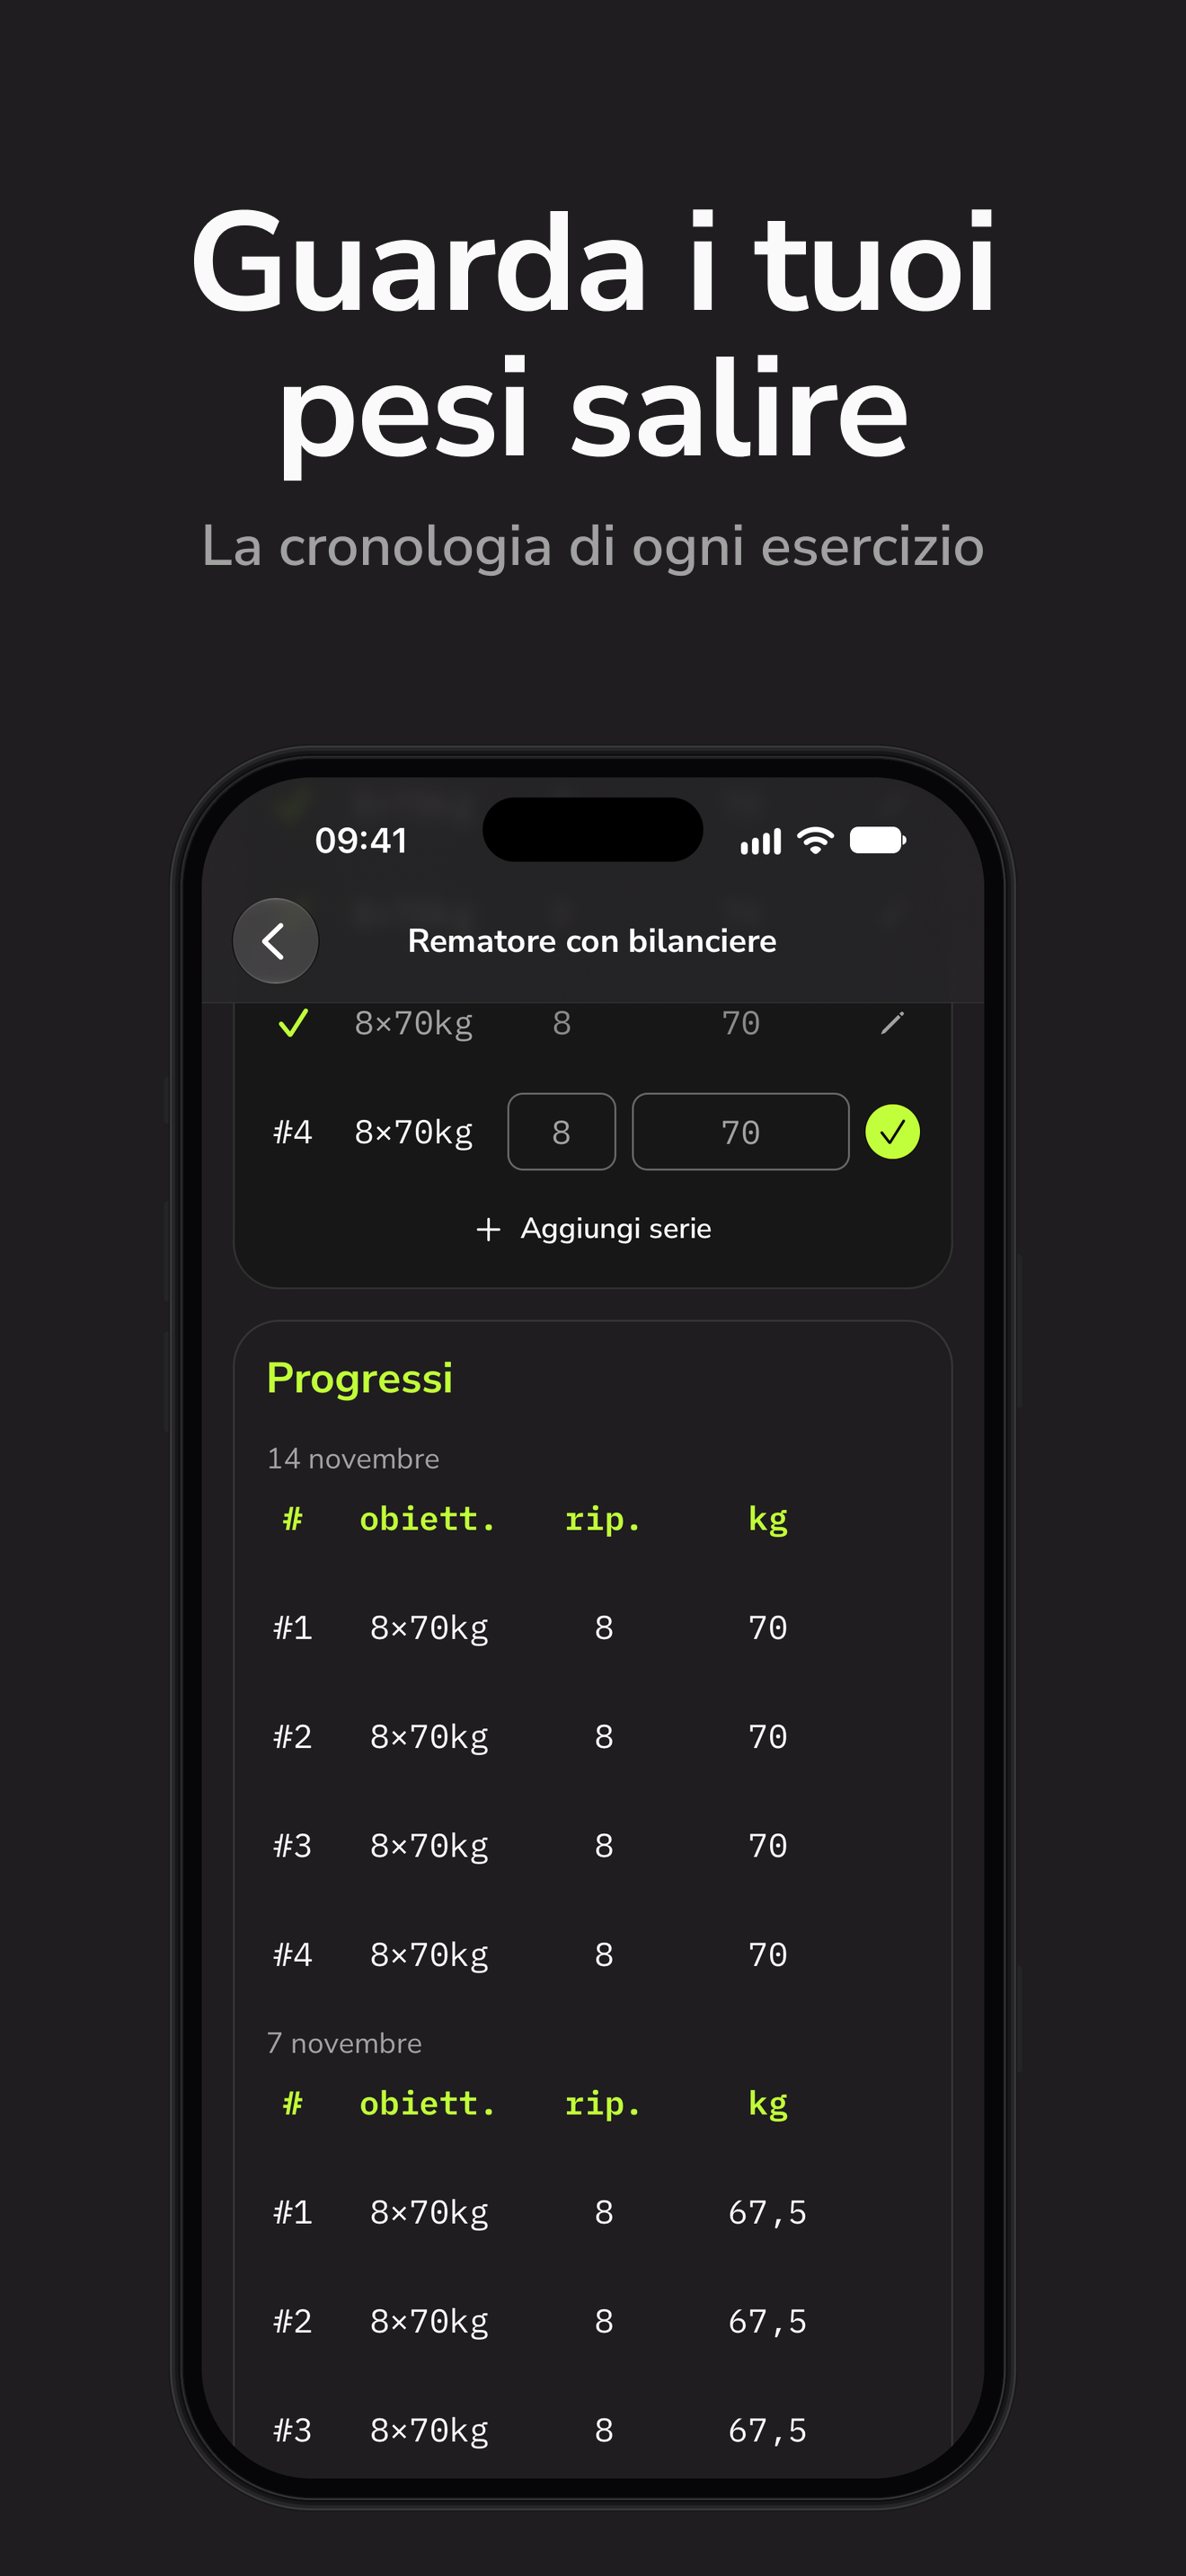 Guarda i tuoi
pesi salire
La cronologia di ogni esercizio
09:41
Rematore con bilanciere
8×70kg 8 70
#4 8×70kg 8 70
+ Aggiungi serie
Progressi
14 novembre
# obiett. rip. kg
#1 8×70kg 8 70
#2 8×70kg 8 70
#3 8×70kg 8 70
#4 8×70kg 8 70
7 novembre
# obiett. rip. kg
#1 8×70kg 8 67,5
#2 8×70kg 8 67,5
#3 8×70kg 8 67,5